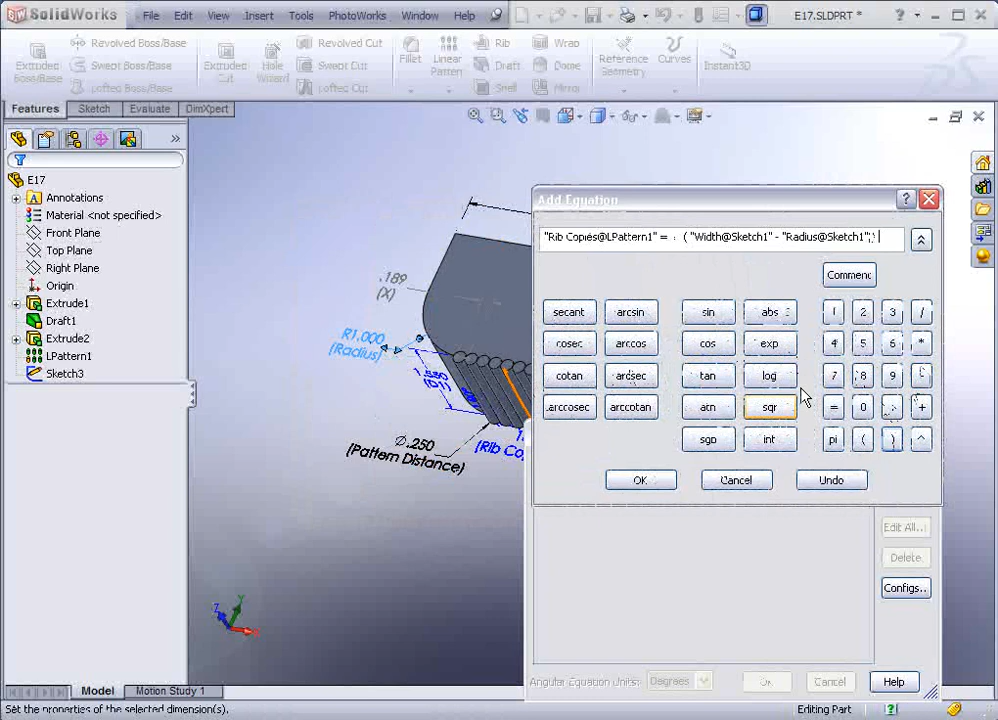 SolidWorks File Edit View Insert Tools PhotoWorks Window Help E17.SLDPRT *
Extruded Boss/Base
Revolved Boss/Base
Swept Boss/Base
Lofted Boss/Base
Extruded Cut
Hole Wizard
Revolved Cut
Swept Cut
Lofted Cut
Fillet
Linear Pattern
Rib
Draft
Shell
Wrap
Dome
Mirror
Reference Geometry
Curves
Instant3D
Features Sketch Evaluate DimXpert
E17
Annotations
Material <not specified>
Front Plane
Top Plane
Right Plane
Origin
Extrude1
Draft1
Extrude2
LPattern1
Sketch3
.189
(X)
R1.000
(Radius)
(D1)
Ø.250
(Pattern Distance)
(Rib Co
Add Equation
"Rib Copies@LPattern1" = ( "Width@Sketch1" - "Radius@Sketch1" )
Comment
secant arcsin sin abs 1 2 3 /
cosec arccos cos exp 4 5 6 *
cotan arcsec tan log 7 8 9 -
arccosec arccotan atn sqr = 0 . +
sgn int pi ( ) ^
OK Cancel Undo
Edit All...
Delete
Configs..
Angular Equation Units: Degrees OK Cancel Help
Model Motion Study 1
Set the properties of the selected dimension(s). Editing Part